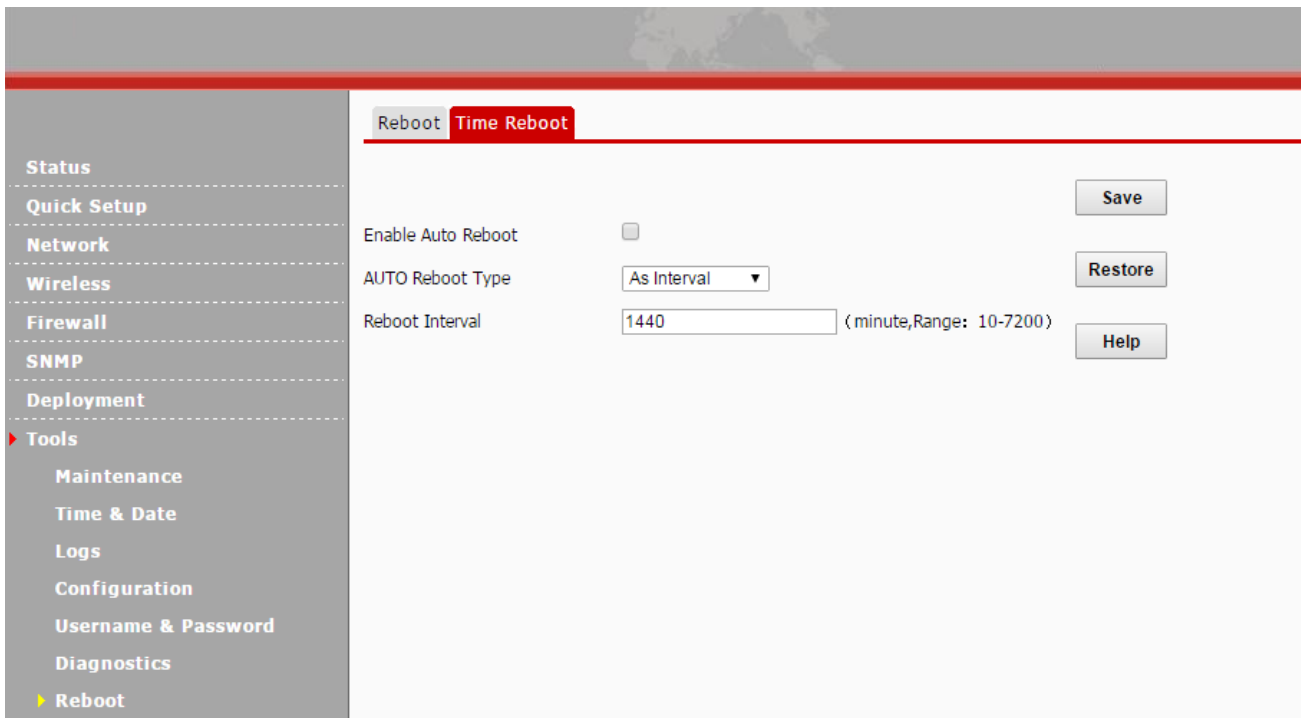 Reboot Time Reboot
Status
Quick Setup
Network
Wireless
Firewall
SNMP
Deployment
Tools
Maintenance
Time & Date
Logs
Configuration
Username & Password
Diagnostics
Reboot
Enable Auto Reboot
AUTO Reboot Type As Interval
Reboot Interval 1440 (minute,Range: 10-7200)
Save
Restore
Help